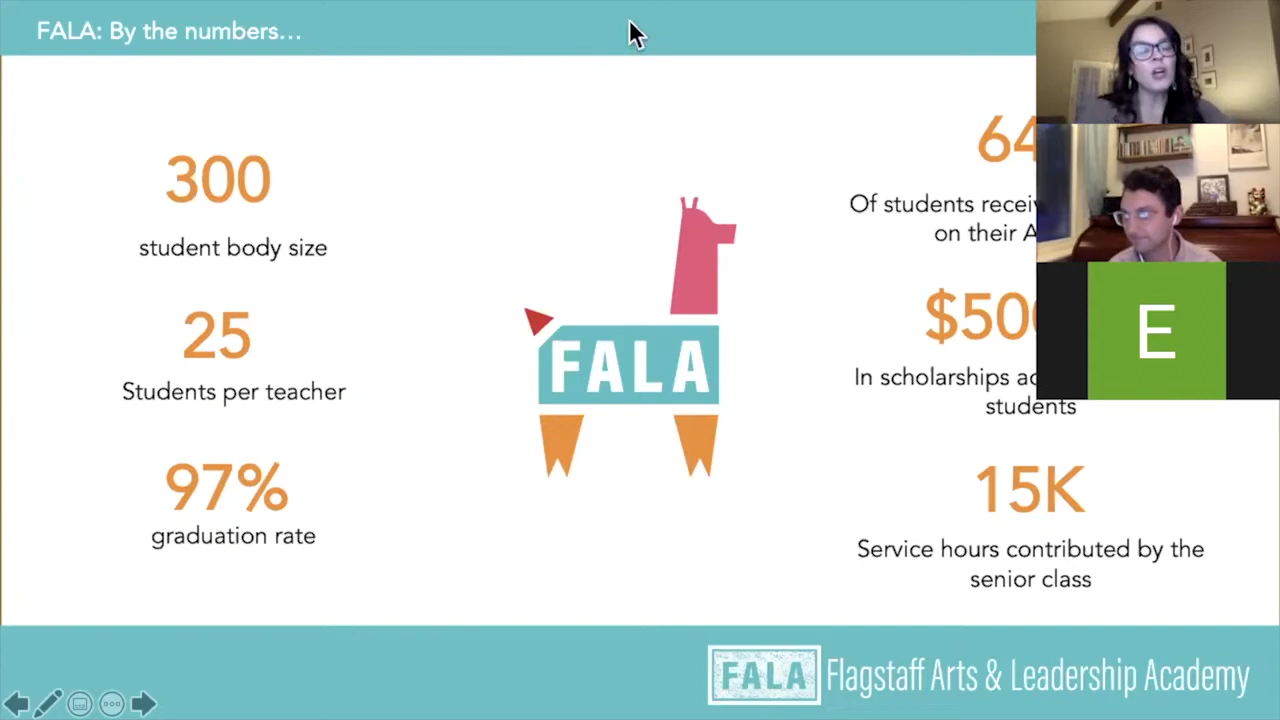 FALA: By the numbers...
300
student body size
25
Students per teacher
97%
graduation rate
FALA
64
Of students
on their
$50
In scholarships
students
15K
Service hours contributed by the
senior class
E
FALA Flagstaff Arts & Leadership Academy